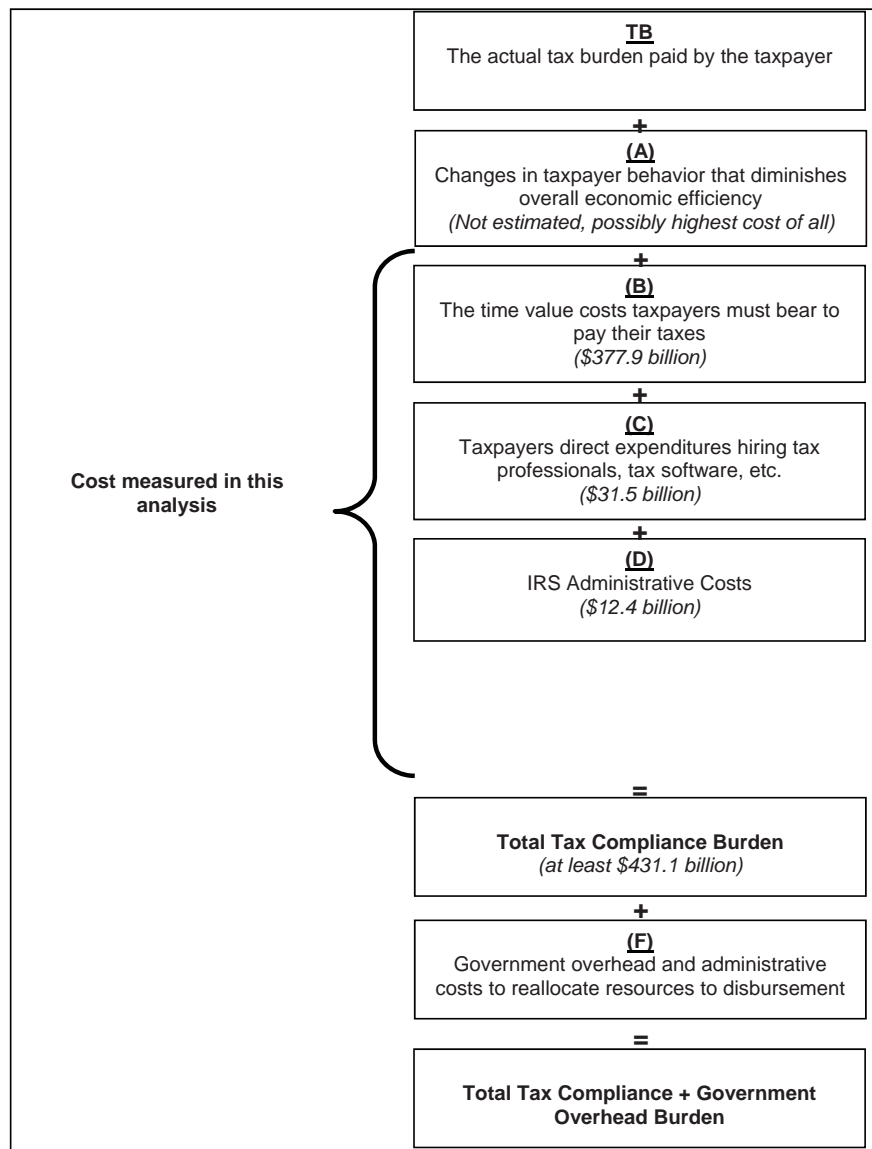 TB
The actual tax burden paid by the taxpayer
+
(A)
Changes in taxpayer behavior that diminishes
overall economic efficiency
(Not estimated, possibly highest cost of all)
+
(B)
The time value costs taxpayers must bear to
pay their taxes
($377.9 billion)
+
(C)
Taxpayers direct expenditures hiring tax
professionals, tax software, etc.
($31.5 billion)
Cost measured in this
analysis
+
(D)
IRS Administrative Costs
($12.4 billion)
=
Total Tax Compliance Burden
(at least $431.1 billion)
+
(F)
Government overhead and administrative
costs to reallocate resources to disbursement
=
Total Tax Compliance + Government
Overhead Burden